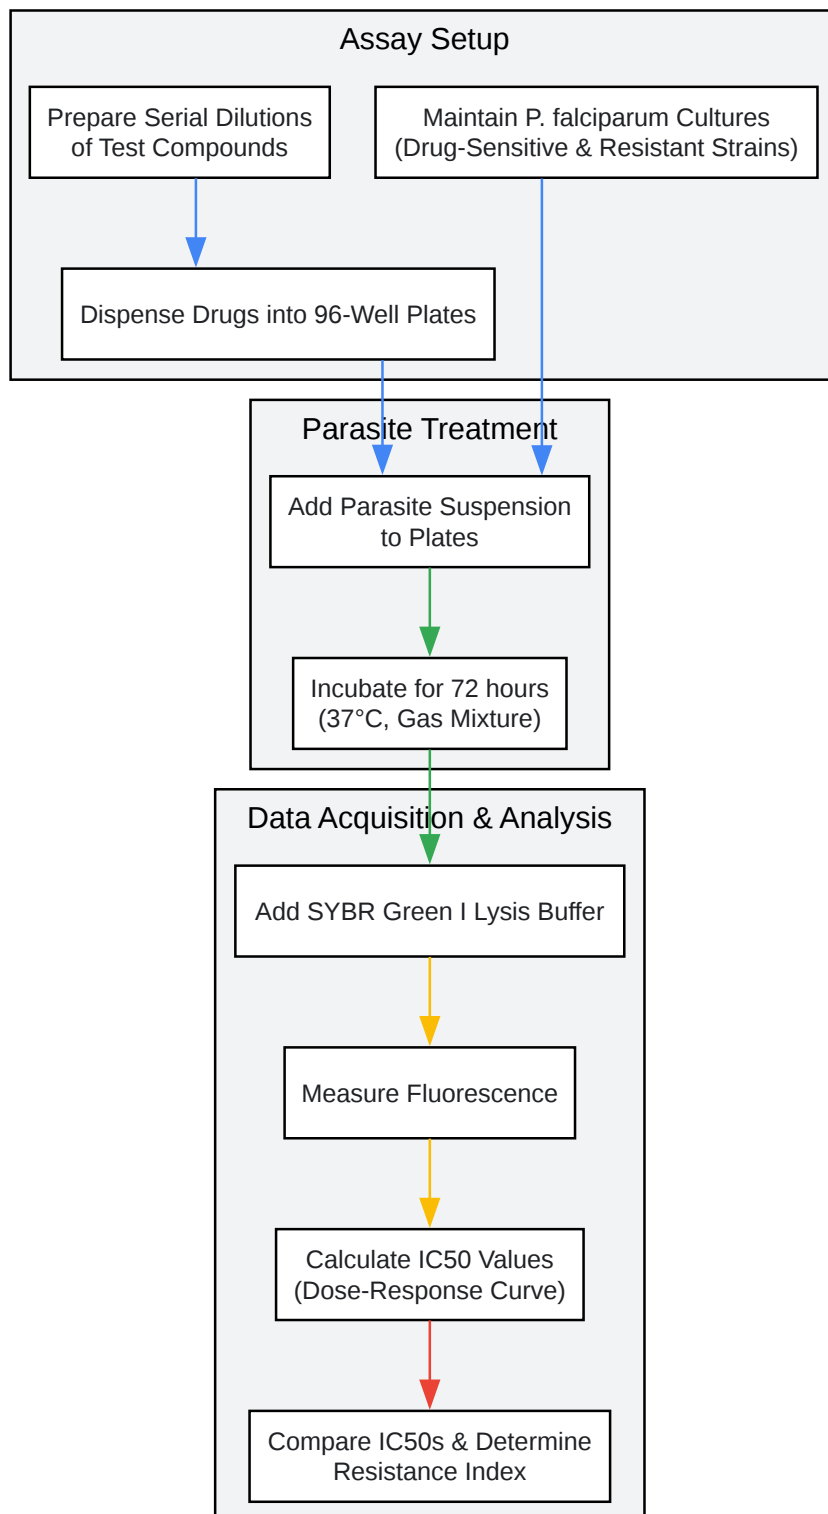 Assay Setup
Prepare Serial Dilutions
of Test Compounds
Maintain P. falciparum Cultures
(Drug-Sensitive & Resistant Strains)
Dispense Drugs into 96-Well Plates
Parasite Treatment
Add Parasite Suspension
to Plates
Incubate for 72 hours
(37°C, Gas Mixture)
Data Acquisition & Analysis
Add SYBR Green I Lysis Buffer
Measure Fluorescence
Calculate IC50 Values
(Dose-Response Curve)
Compare IC50s & Determine
Resistance Index